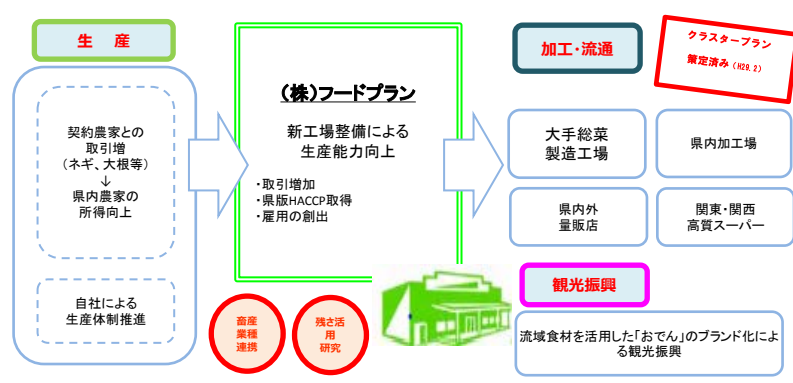 生 産
契約農家との
取引増
(ネギ、大根等)
↓
県内農家の
所得向上
自社による
生産体制推進
(株)フードプラン
新工場整備による
生産能力向上
・取引増加
・県版HACCP取得
・雇用の創出
畜産
業種
連携
残さ活
用
研究
加工・流通
クラスタープラン
策定済み(H29.2)
大手総菜
製造工場
県内加工場
県内外
量販店
関東・関西
高質スーパー
観光振興
流域食材を活用した「おでん」のブランド化によ
る観光振興